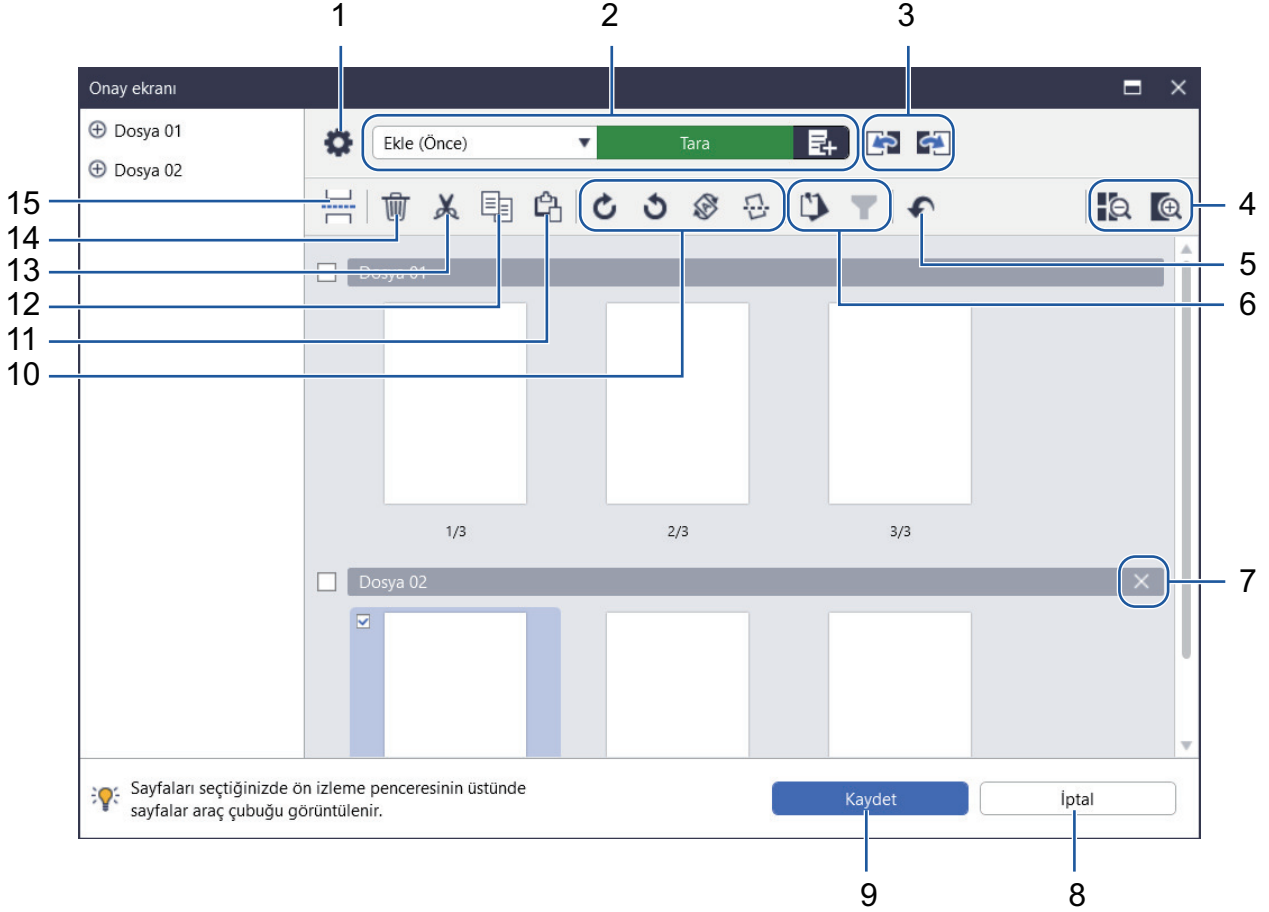 1
2
3
Onay ekranı
Dosya 01
Dosya 02
Ekle (Önce)
Tara
15
14
13
12
11
10
4
5
6
Dosya 01
1/3
2/3
3/3
Dosya 02
7
Sayfaları seçtiğinizde ön izleme penceresinin üstünde
sayfalar araç çubuğu görüntülenir.
Kaydet
İptal
9
8